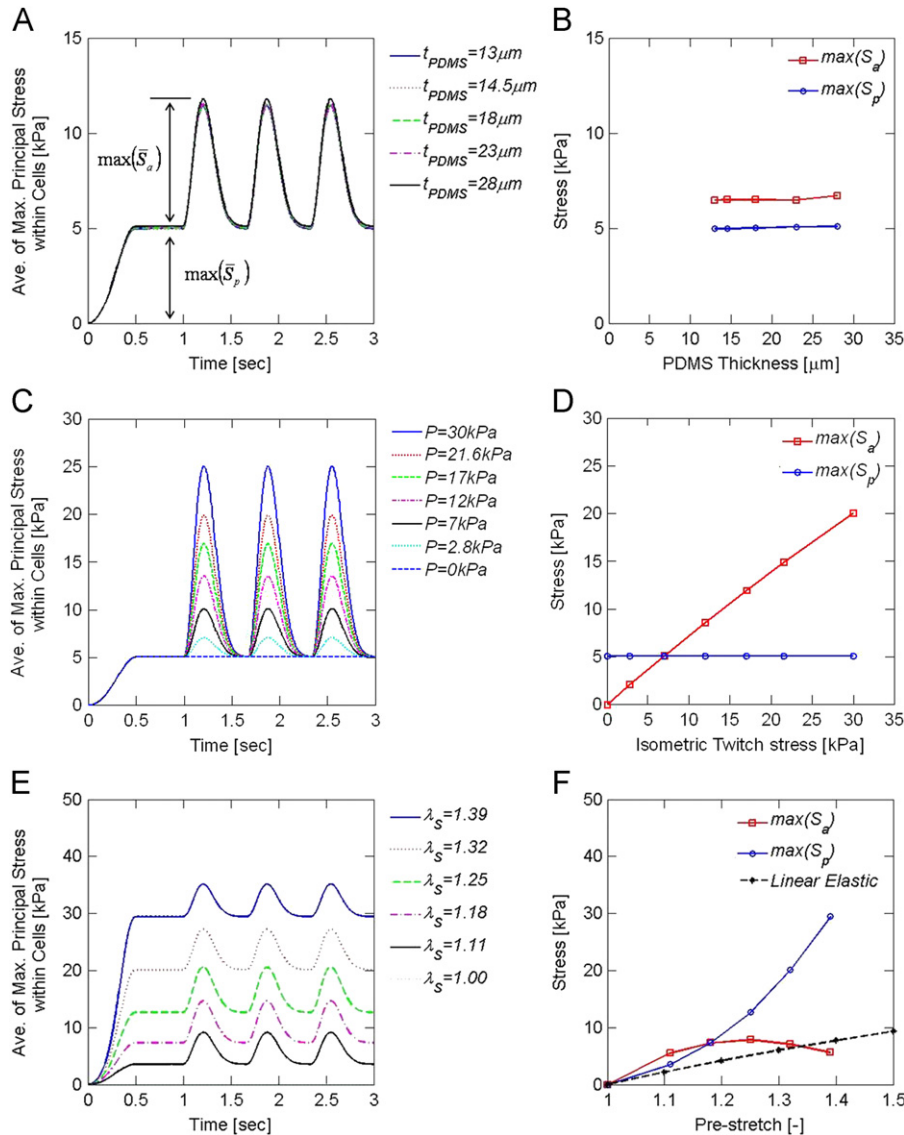 A
Ave. of Max. Principal Stress
within Cells [kPa]
15
10
5
0
max(S̄a)
max(S̄p)
0 0.5 1 1.5 2 2.5 3
Time [sec]
tPDMS=13μm
tPDMS=14.5μm
tPDMS=18μm
tPDMS=23μm
tPDMS=28μm
B
Stress [kPa]
15
10
5
0
max(Sa)
max(Sp)
0 5 10 15 20 25 30 35
PDMS Thickness [μm]
C
Ave. of Max. Principal Stress
within Cells [kPa]
30
25
20
15
10
5
0
0 0.5 1 1.5 2 2.5 3
Time [sec]
P=30kPa
P=21.6kPa
P=17kPa
P=12kPa
P=7kPa
P=2.8kPa
P=0kPa
D
Stress [kPa]
30
25
20
15
10
5
0
max(Sa)
max(Sp)
0 5 10 15 20 25 30 35
Isometric Twitch stress [kPa]
E
Ave. of Max. Principal Stress
within Cells [kPa]
50
40
30
20
10
0
0 0.5 1 1.5 2 2.5 3
Time [sec]
λS=1.39
λS=1.32
λS=1.25
λS=1.18
λS=1.11
λS=1.00
F
Stress [kPa]
50
40
30
20
10
0
max(Sa)
max(Sp)
Linear Elastic
1 1.1 1.2 1.3 1.4 1.5
Pre-stretch [-]